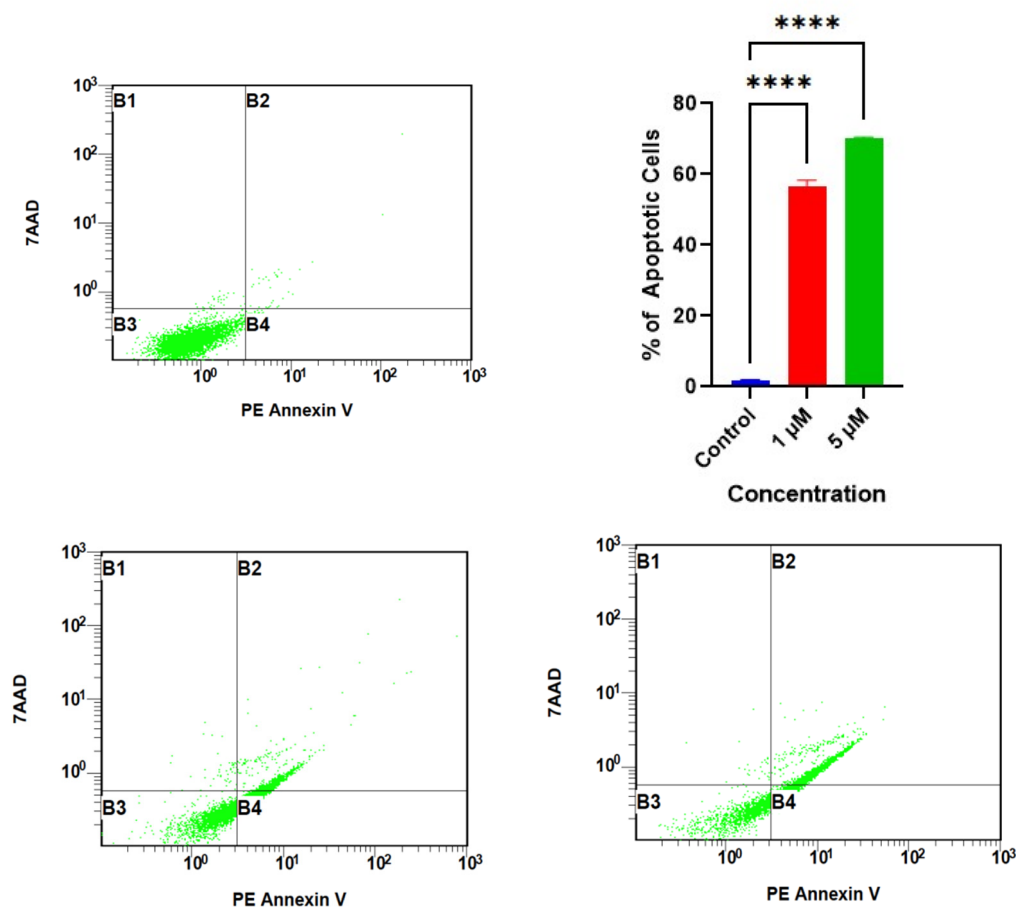 10³
B1 B2
10²
7AAD
10¹
10⁰
B3 B4
10⁰ 10¹ 10² 10³
PE Annexin V
****
****
80
60
40
20
0
% of Apoptotic Cells
Control 1 µM 5 µM
Concentration
10³
B1 B2
10²
7AAD
10¹
10⁰
B3 B4
10⁰ 10¹ 10² 10³
PE Annexin V
10³
B1 B2
10²
7AAD
10¹
10⁰
B3 B4
10⁰ 10¹ 10² 10³
PE Annexin V